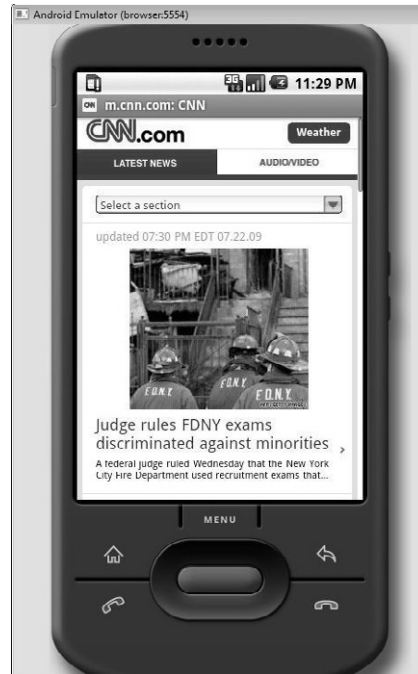 Android Emulator (browser:5554)
3G 11:29 PM
CNN m.cnn.com: CNN
CNN.com Weather
LATEST NEWS AUDIO/VIDEO
Select a section
updated 07:30 PM EDT 07.22.09
F.D.N.Y. F.D.N.Y. F.D.N.Y.
Judge rules FDNY exams
discriminated against minorities ›
A federal judge ruled Wednesday that the New York
City Fire Department used recruitment exams that...
MENU